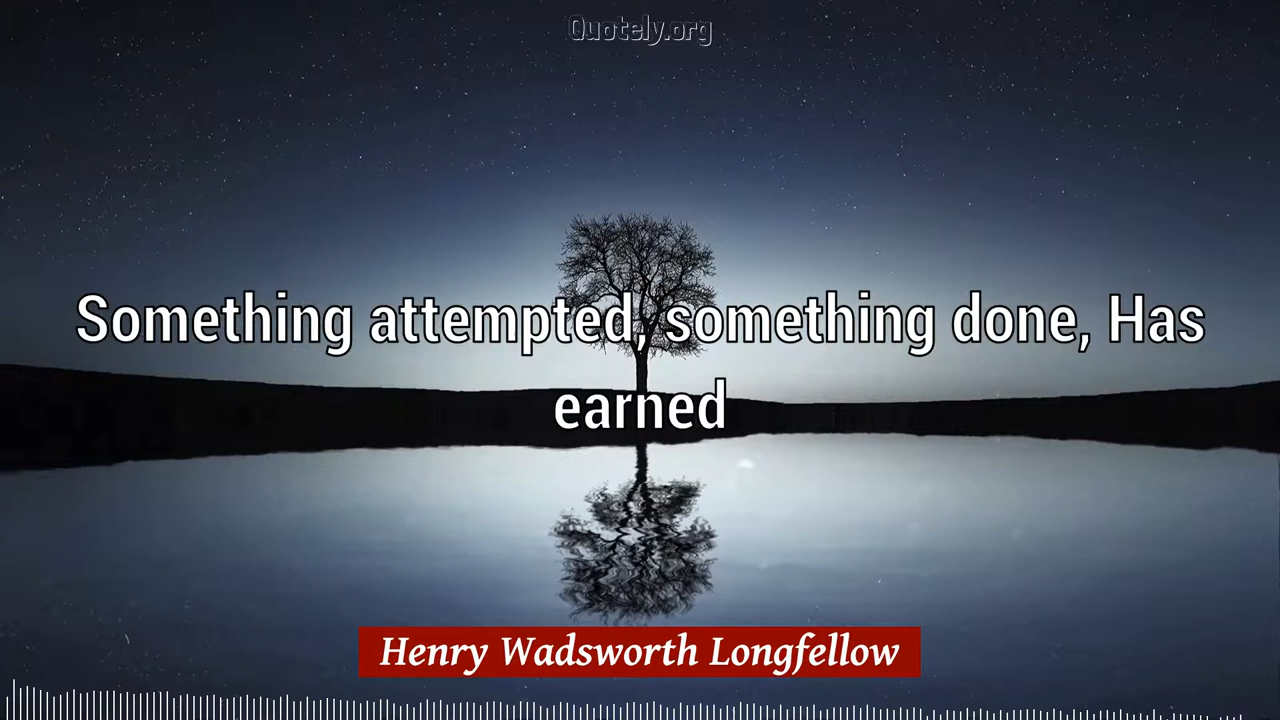 Quotely.org
Something attempted, something done, Has
earned
Henry Wadsworth Longfellow